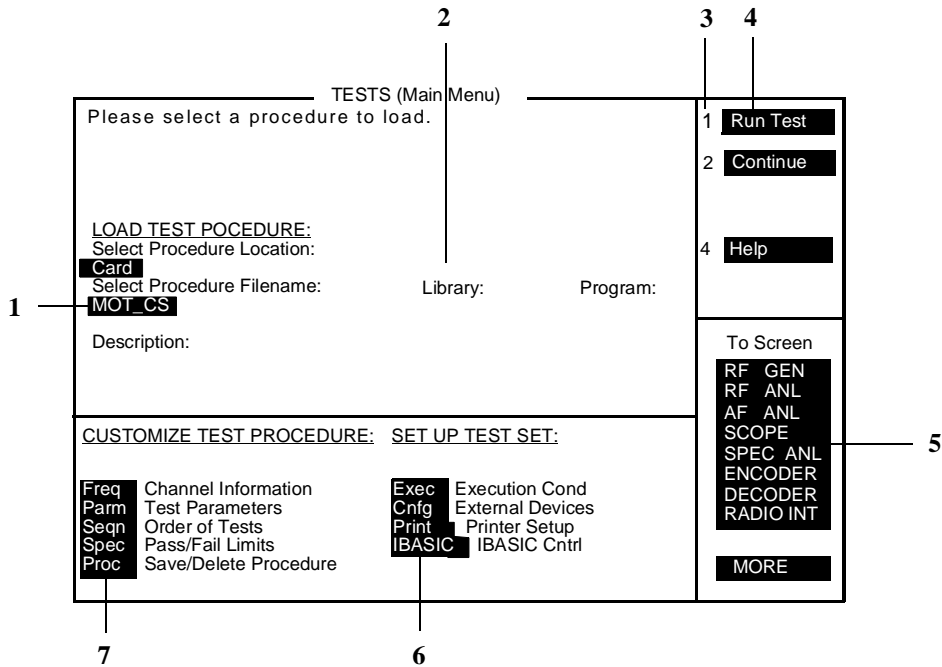 2 3 4
TESTS (Main Menu)
Please select a procedure to load.
1 Run Test
2 Continue
LOAD TEST POCEDURE:
Select Procedure Location:
Card
4 Help
Select Procedure Filename: Library: Program:
1 MOT_CS
Description:
To Screen
RF GEN
RF ANL
AF ANL
SCOPE
SPEC ANL
ENCODER
DECODER
RADIO INT
5
MORE
CUSTOMIZE TEST PROCEDURE: SET UP TEST SET:
Freq Channel Information Exec Execution Cond
Parm Test Parameters Cnfg External Devices
Seqn Order of Tests Print Printer Setup
Spec Pass/Fail Limits IBASIC IBASIC Cntrl
Proc Save/Delete Procedure
7 6